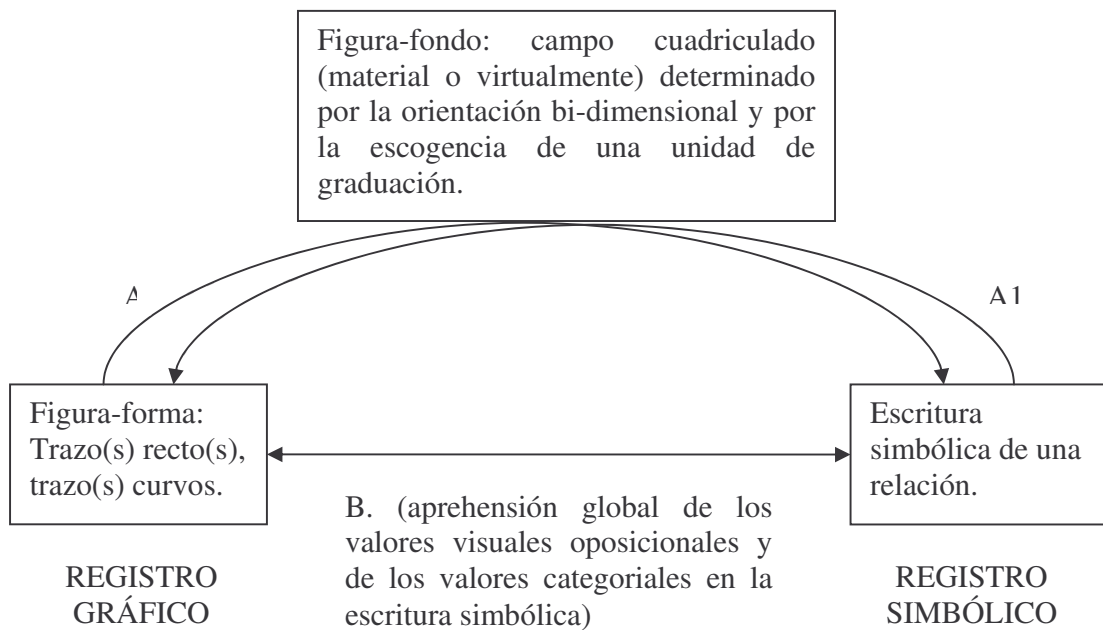 Figura-fondo: campo cuadriculado
(material o virtualmente) determinado
por la orientación bi-dimensional y por
la escogencia de una unidad de
graduación.
A
A1
Figura-forma:
Trazo(s) recto(s),
trazo(s) curvos.
Escritura
simbólica de una
relación.
B. (aprehensión global de los
valores visuales oposicionales y
de los valores categoriales en la
escritura simbólica)
REGISTRO
GRÁFICO
REGISTRO
SIMBÓLICO